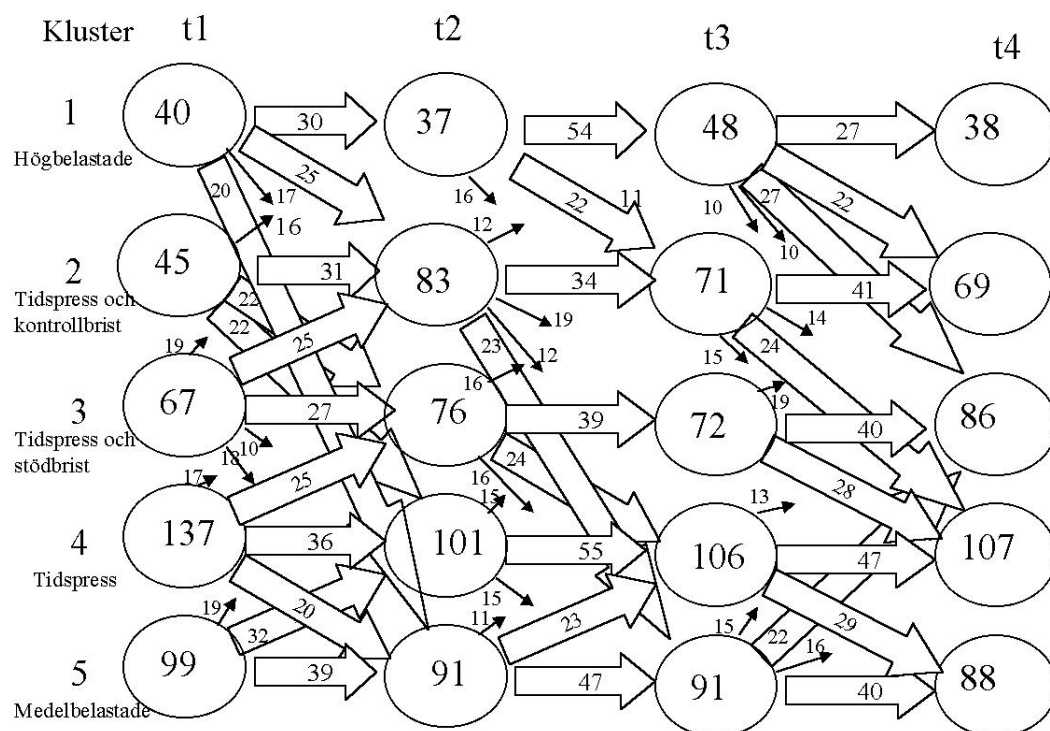 Kluster t1 t2 t3 t4
1 40 30 37 54 48 27 38
Högbelastade
20 25 17 16 22 11 10 27 22
16 12 10
2 45 31 83 34 71 41 69
Tidspress och
kontrollbrist
22 22 19 14
19 25 23 12 15 24
16
3 67 27 76 39 72 19 40 86
Tidspress och
stödbrist
10 18 24
17 25 16 15 13 28
4 137 36 101 55 106 47 107
Tidspress
19 20 15 29
32 11 23 15 22 16
5 99 39 91 47 91 40 88
Medelbelastade